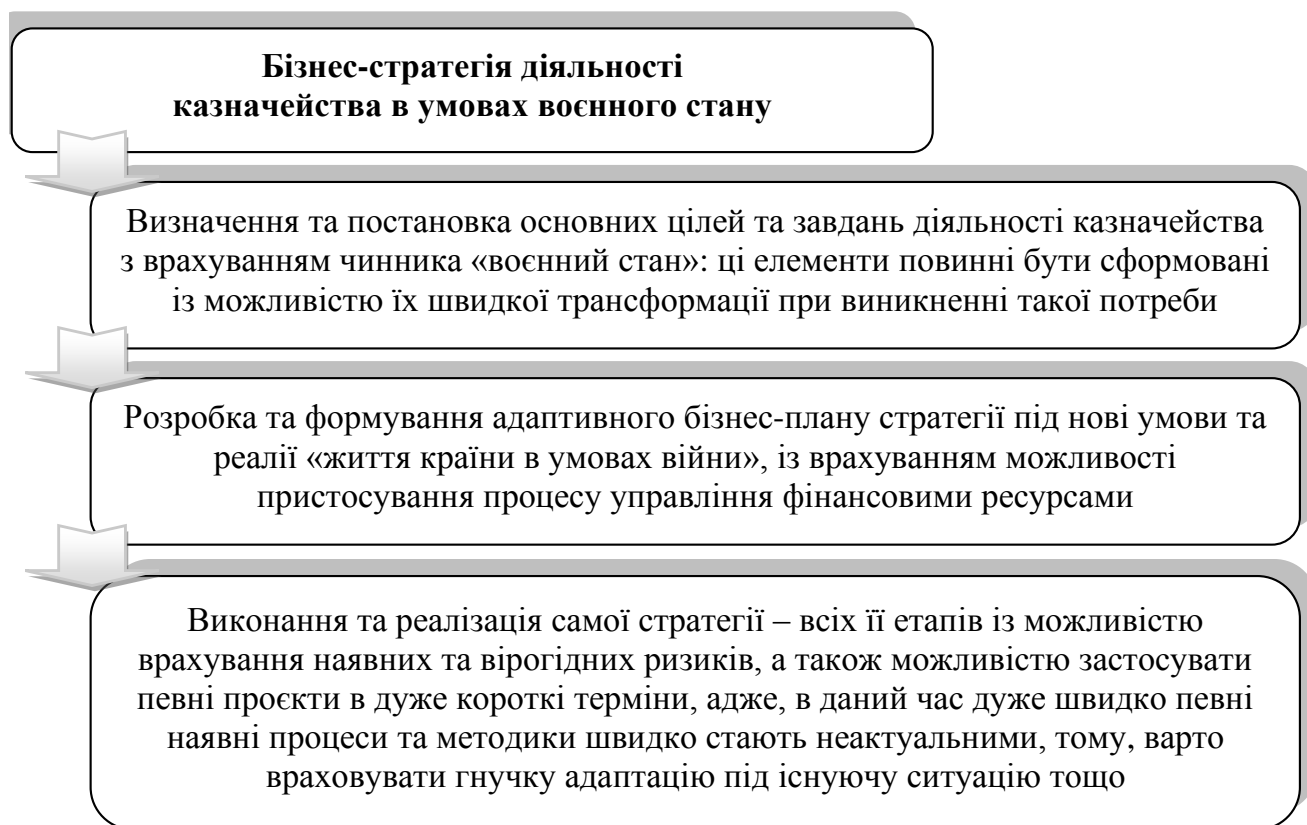 Бізнес-стратегія діяльності
казначейства в умовах воєнного стану
Визначення та постановка основних цілей та завдань діяльності казначейства
з врахуванням чинника «воєнний стан»: ці елементи повинні бути сформовані
із можливістю їх швидкої трансформації при виникненні такої потреби
Розробка та формування адаптивного бізнес-плану стратегії під нові умови та
реалії «життя країни в умовах війни», із врахуванням можливості
пристосування процесу управління фінансовими ресурсами
Виконання та реалізація самої стратегії – всіх її етапів із можливістю
врахування наявних та вірогідних ризиків, а також можливістю застосувати
певні проєкти в дуже короткі терміни, адже, в даний час дуже швидко певні
наявні процеси та методики швидко стають неактуальними, тому, варто
враховувати гнучку адаптацію під існуючу ситуацію тощо